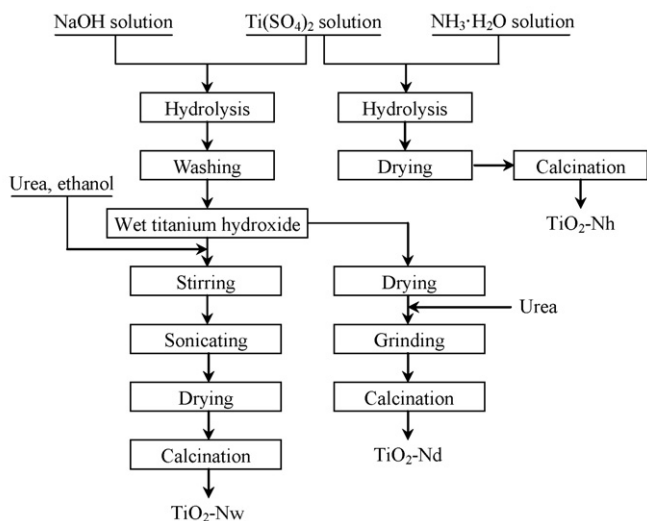 NaOH solution
Ti(SO4)2 solution
NH3·H2O solution
Hydrolysis
Hydrolysis
Washing
Drying
Calcination
Urea, ethanol
TiO2-Nh
Wet titanium hydroxide
Stirring
Drying
Urea
Sonicating
Grinding
Drying
Calcination
Calcination
TiO2-Nd
TiO2-Nw